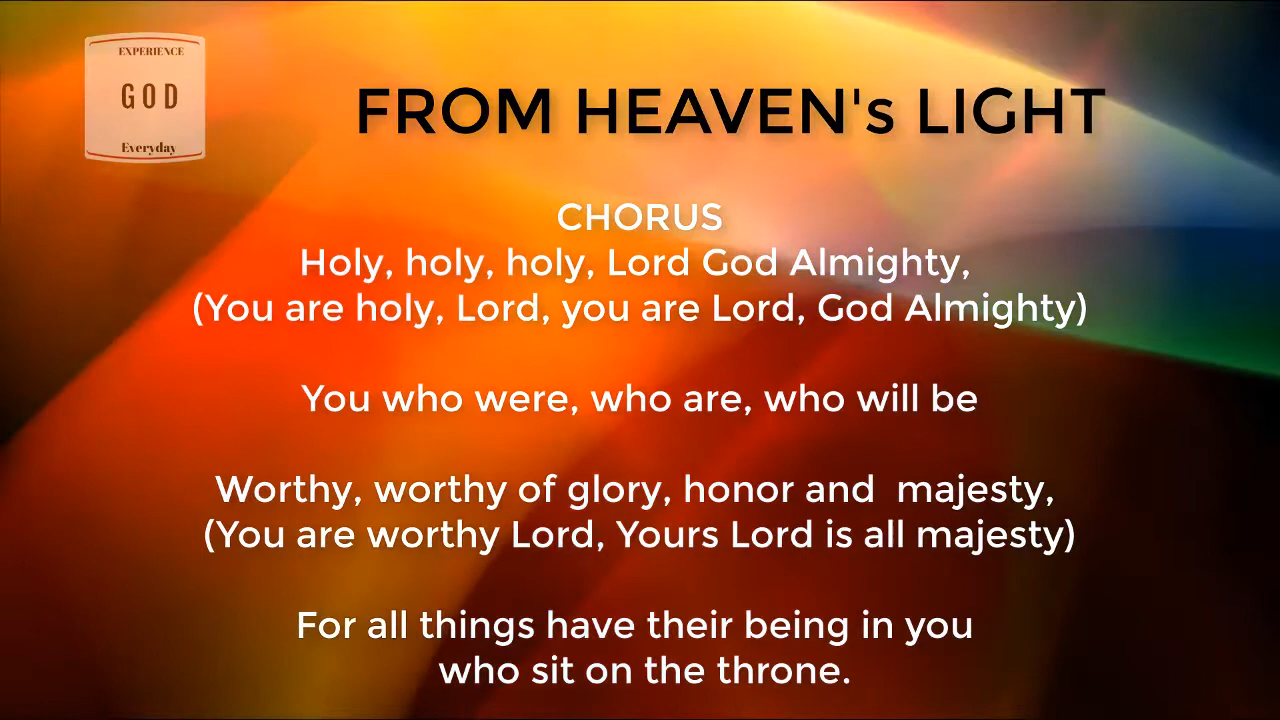 EXPERIENCE
GOD
Everyday
FROM HEAVEN's LIGHT
CHORUS
Holy, holy, holy, Lord God Almighty,
(You are holy, Lord, you are Lord, God Almighty)
You who were, who are, who will be
Worthy, worthy of glory, honor and  majesty,
(You are worthy Lord, Yours Lord is all majesty)
For all things have their being in you
who sit on the throne.